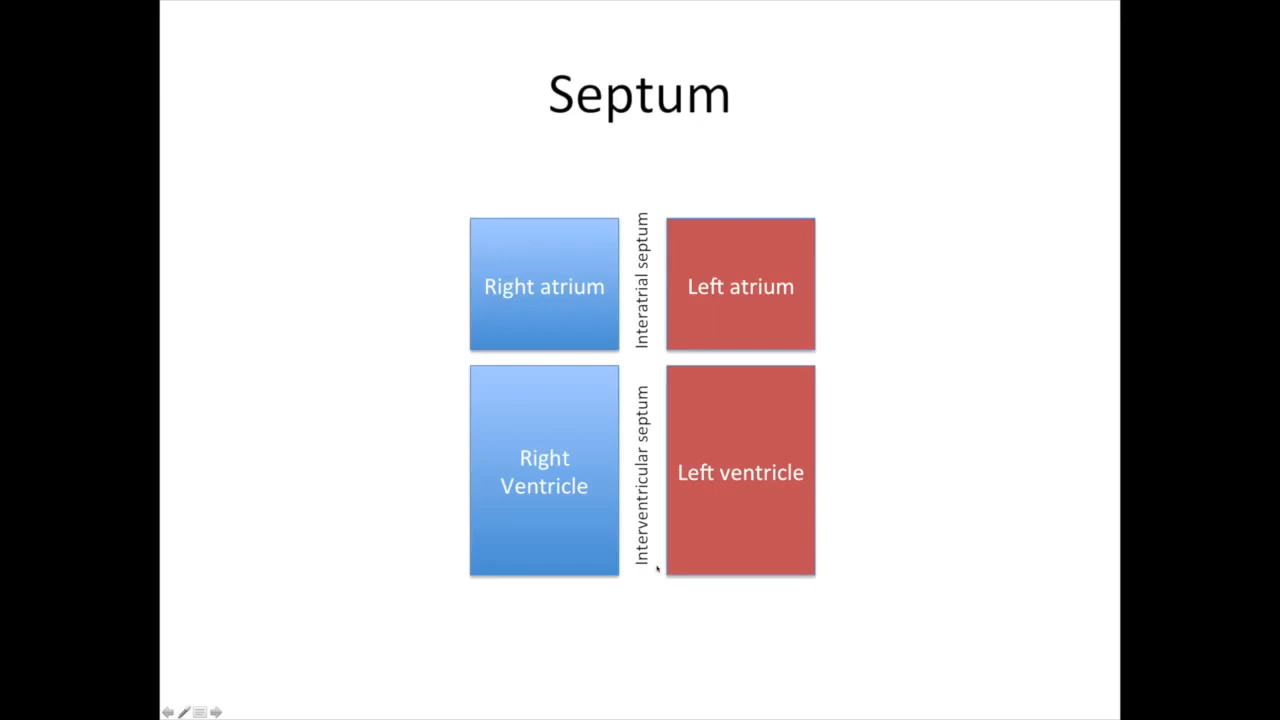 Septum
Right atrium
Interatrial septum
Left atrium
Right
Ventricle
Interventricular septum
Left ventricle